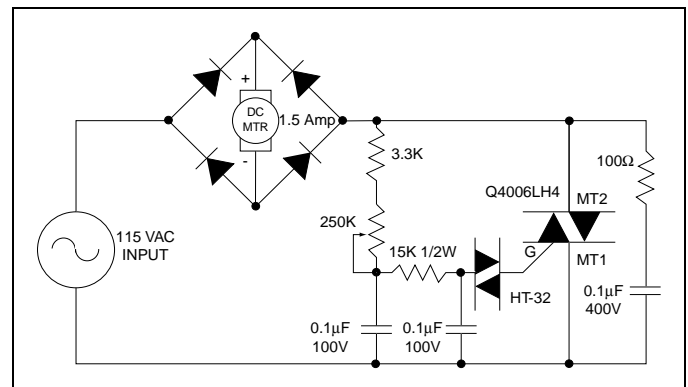 +
DC
MTR
-
1.5 Amp
3.3K
100Ω
Q4006LH4
MT2
250K
115 VAC
INPUT
15K 1/2W
G
MT1
HT-32
0.1µF
400V
0.1µF
100V
0.1µF
100V